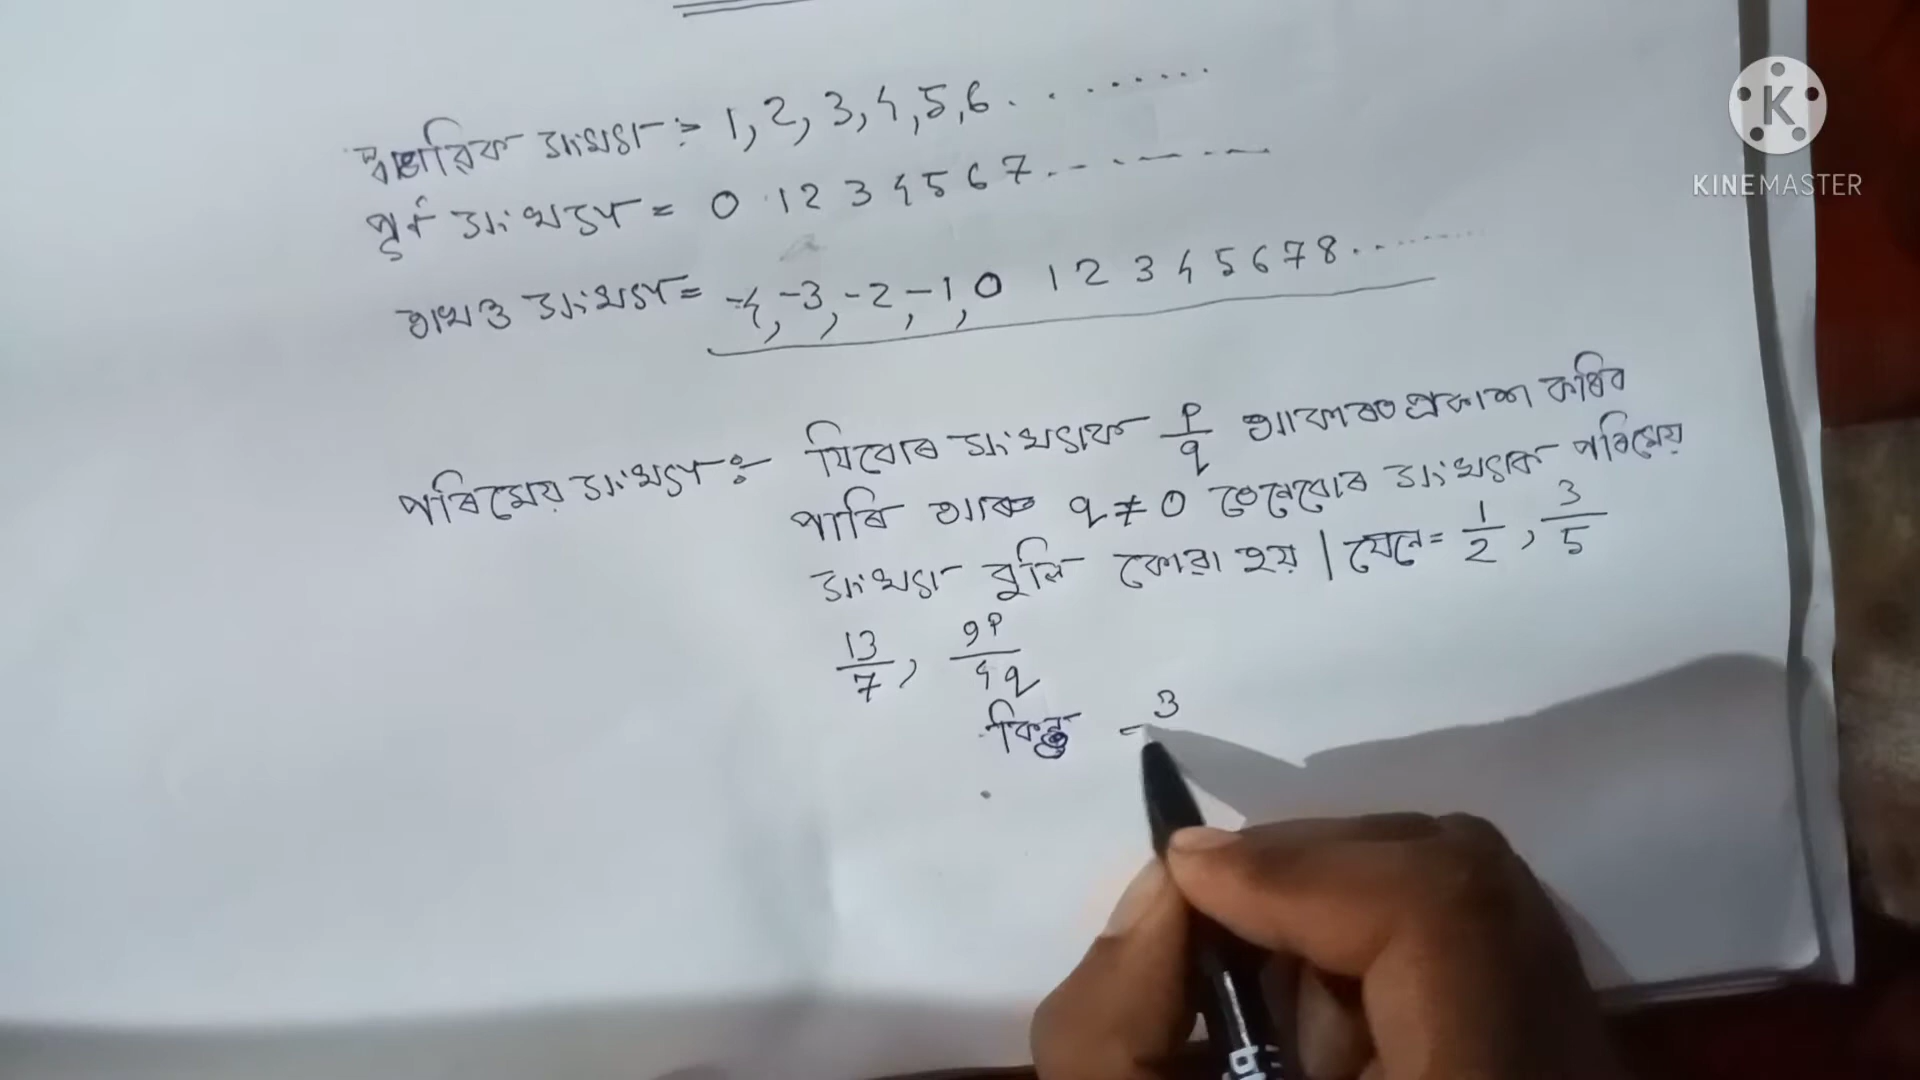 স্বাভাৱিক সংখ্যা :- 1, 2, 3, 4, 5, 6 . . . . . . . .
পূৰ্ণ সংখ্যা = 0 1 2 3 4 5 6 7 . - - - - - -
অখণ্ড সংখ্যা = -4, -3, -2, -1, 0 1 2 3 4 5 6 7 8 . . . . . . . .
পৰিমেয় সংখ্যা :- যিবোৰ সংখ্যাক p/q আকাৰত প্ৰকাশ কৰিব
পাৰি আৰু q ≠ 0 তেনেবোৰ সংখ্যাক পৰিমেয়
সংখ্যা বুলি কোৱা হয় | যেনে = 1/2 , 3/5
13/7 , 9p/4q
কিন্তু 3
KINEMASTER